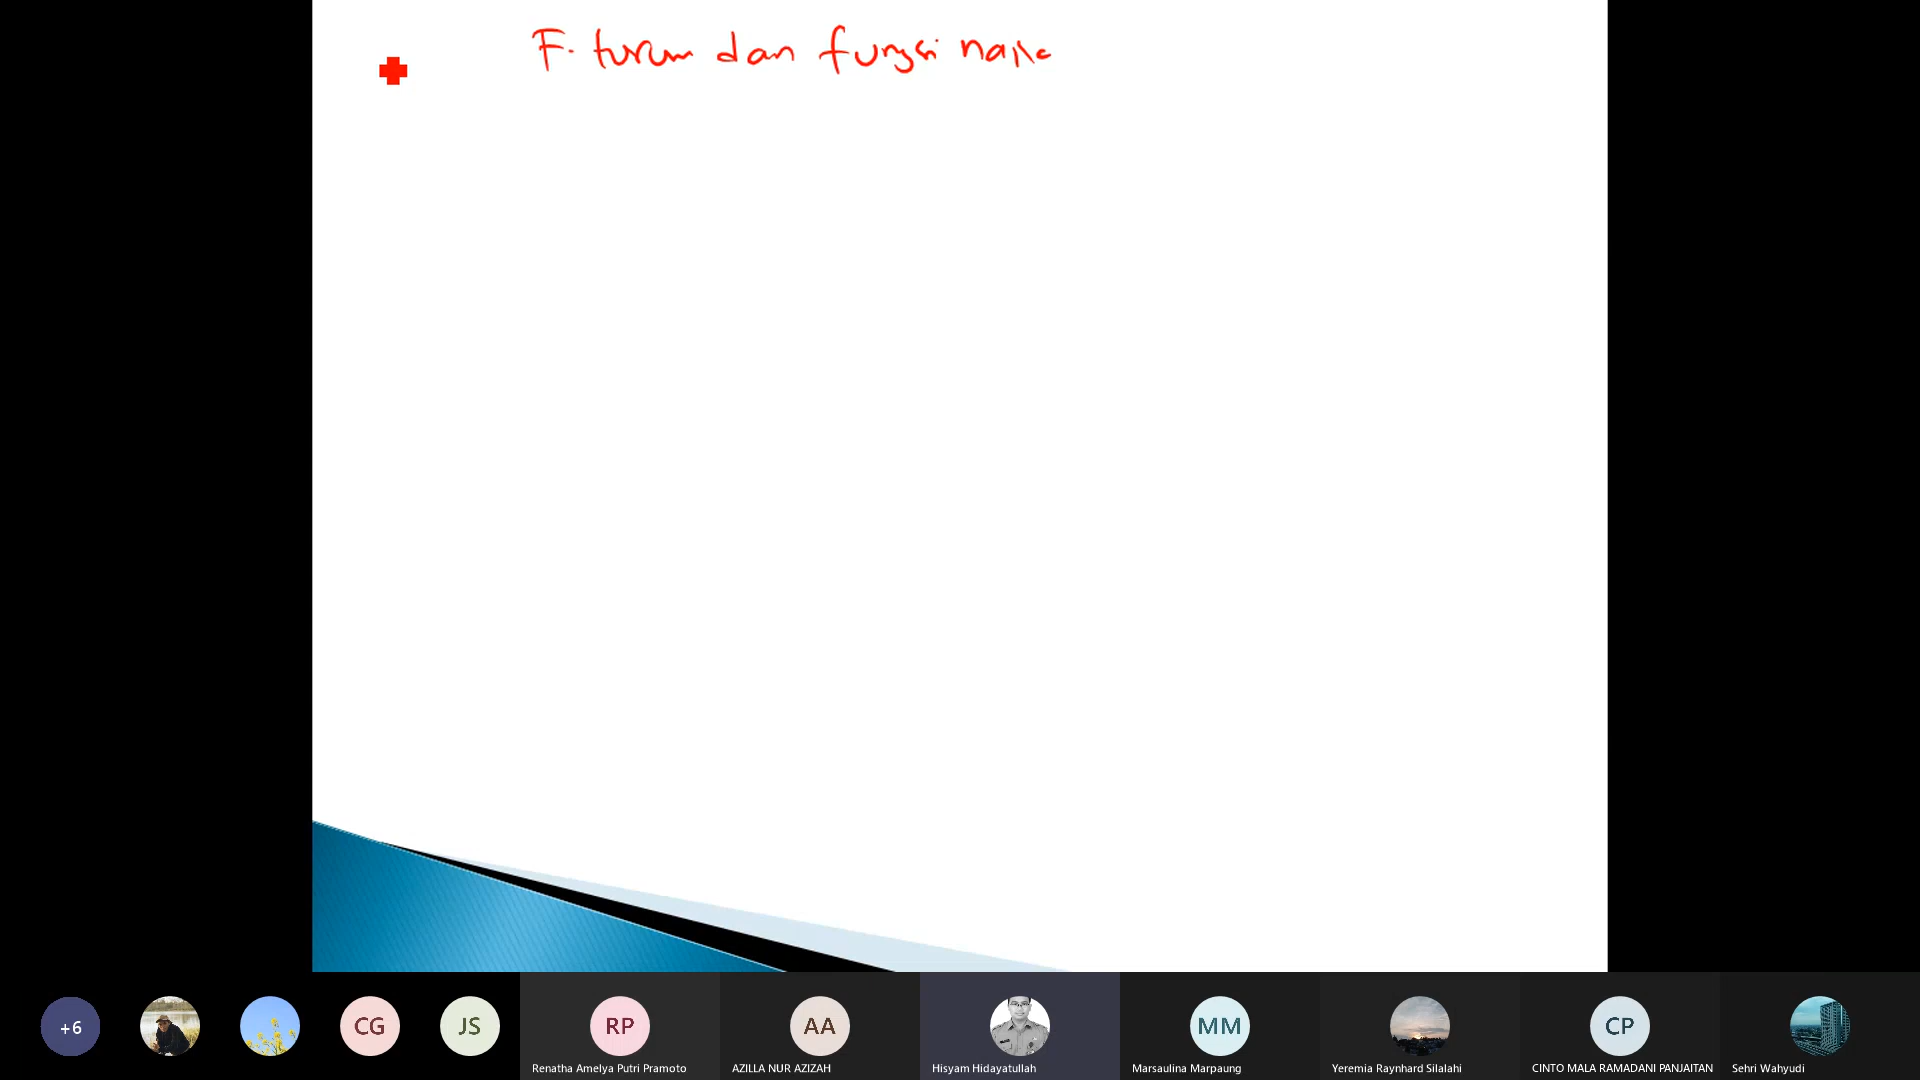 F. turun dan fungsi naik
+6
CG
JS
RP
AA
MM
CP
Renatha Amelya Putri Pramoto
AZILLA NUR AZIZAH
Hisyam Hidayatullah
Marsaulina Marpaung
Yeremia Raynhard Silalahi
CINTO MALA RAMADANI PANJAITAN
Sehri Wahyudi